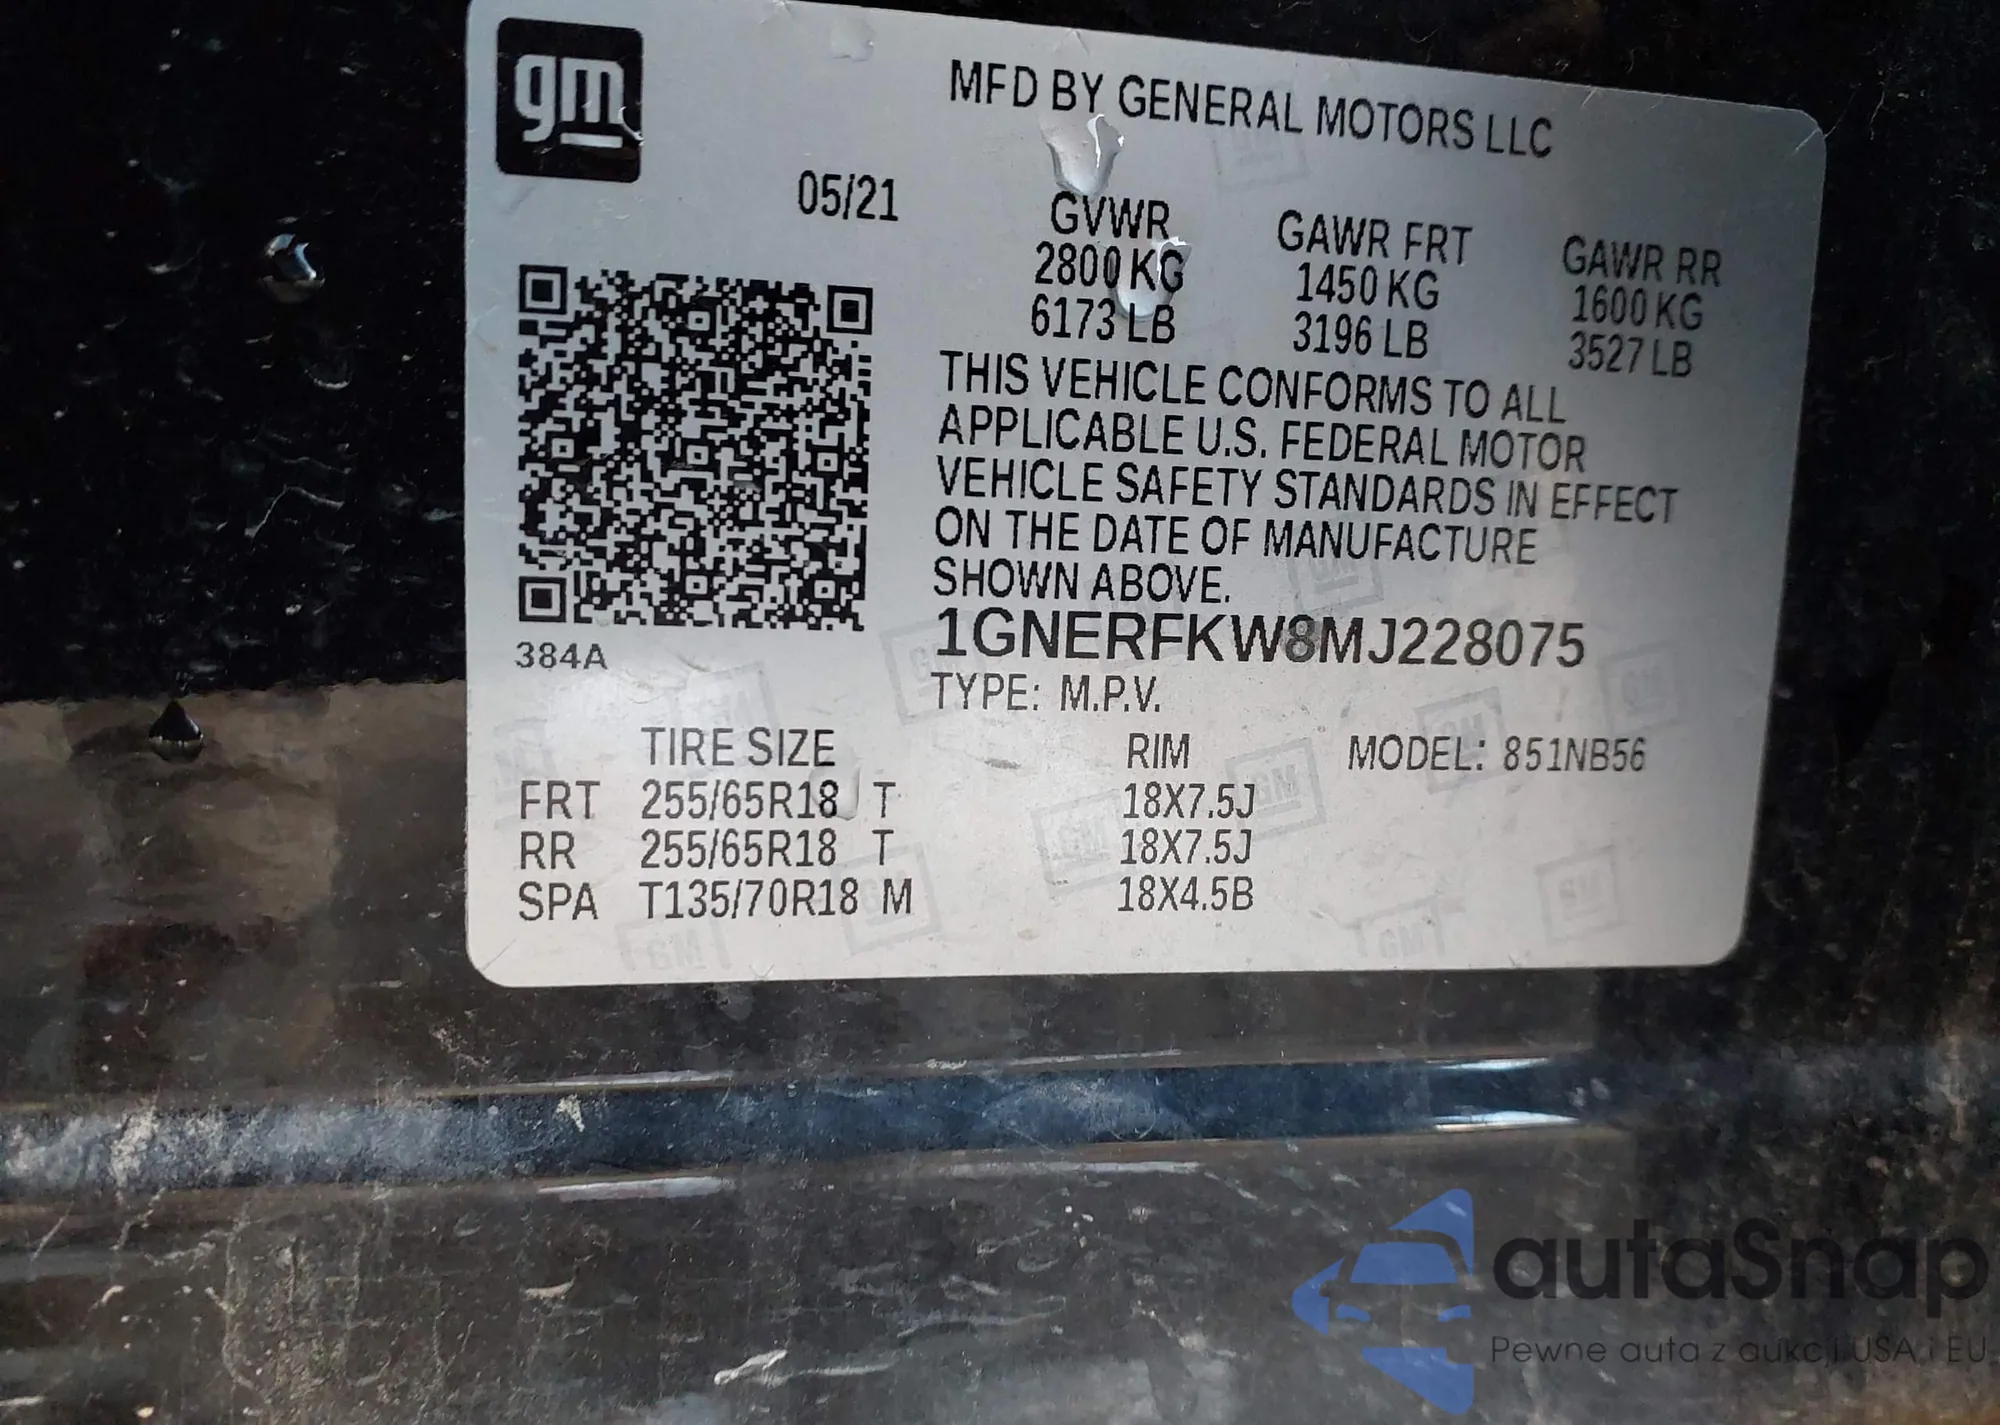 gm
MFD BY GENERAL MOTORS LLC
05/21
GVWR GAWR FRT GAWR RR
2800 KG 1450 KG 1600 KG
6173 LB 3196 LB 3527 LB
THIS VEHICLE CONFORMS TO ALL
APPLICABLE U.S. FEDERAL MOTOR
VEHICLE SAFETY STANDARDS IN EFFECT
ON THE DATE OF MANUFACTURE
SHOWN ABOVE.
1GNERFKW8MJ228075
384A
TYPE: M.P.V.
TIRE SIZE RIM MODEL: 851NB56
FRT 255/65R18 T 18X7.5J
RR 255/65R18 T 18X7.5J
SPA T135/70R18 M 18X4.5B
autaSnap
Pewne auta z aukcji USA i EU